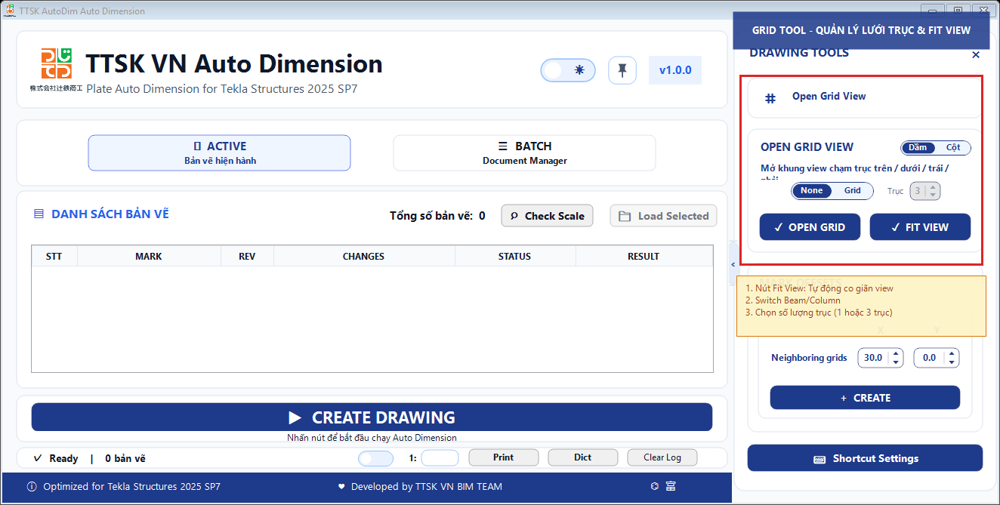 TTSK AutoDim Auto Dimension
GRID TOOL - QUẢN LÝ LƯỚI TRỤC & FIT VIEW
TTSK VN Auto Dimension
株式会社辻鉄商工
Plate Auto Dimension for Tekla Structures 2025 SP7
v1.0.0
ACTIVE
Bản vẽ hiện hành
BATCH
Document Manager
DANH SÁCH BẢN VẼ
Tổng số bản vẽ: 0
Check Scale
Load Selected
STT MARK REV CHANGES STATUS RESULT
CREATE DRAWING
Nhấn nút để bắt đầu chạy Auto Dimension
Ready | 0 bản vẽ
1:
Print
Dict
Clear Log
Optimized for Tekla Structures 2025 SP7
Developed by TTSK VN BIM TEAM
DRAWING TOOLS
# Open Grid View
OPEN GRID VIEW
Dầm Cột
Mở khung view chạm trục trên / dưới / trái /
phải
None Grid
Trục 3
OPEN GRID
FIT VIEW
MARK OFFSETS
1. Nút Fit View: Tự động co giãn view
2. Switch Beam/Column
3. Chọn số lượng trục (1 hoặc 3 trục)
X Y
Neighboring grids 30.0 0.0
+ CREATE
Shortcut Settings